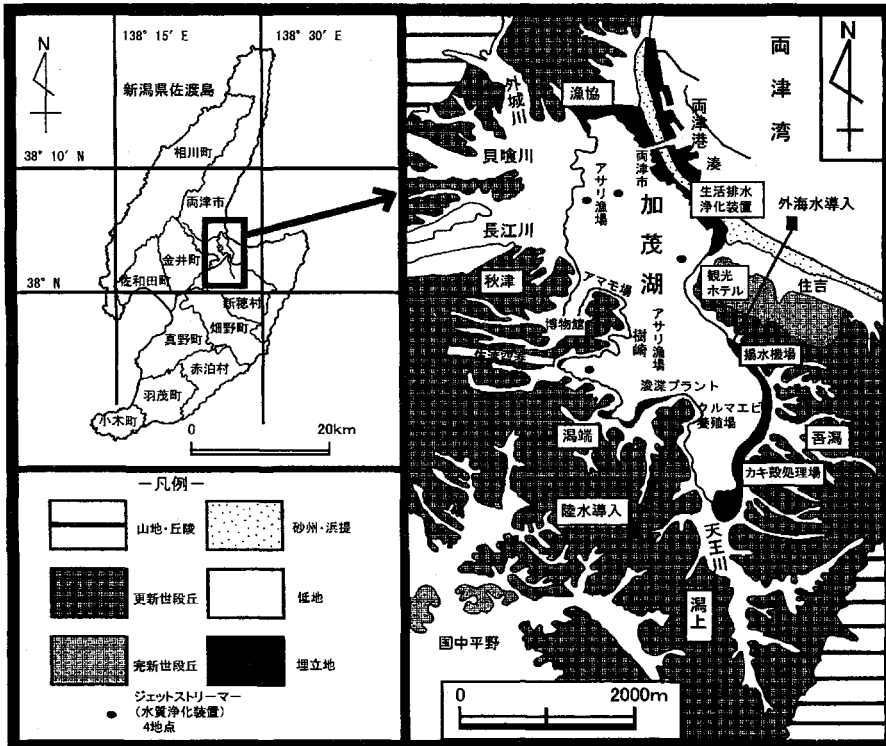 N
138° 15′ E
138° 30′ E
新潟県佐渡島
38° 10′ N
相川町
両津市
金井町
38° N
佐和田町
新穂村
畑野町
真野町
赤泊村
羽茂町
小木町
0
20km
－凡例－
山地・丘陵
砂州・浜提
更新世段丘
低地
完新世段丘
埋立地
ジェットストリーマー
(水質浄化装置)
4地点
N
両津湾
外城川
漁協
両津港
湊
両津市
貝喰川
アサリ漁場
加茂湖
生活排水
浄化装置
外海水導入
長江川
秋津
アマモ場
観光
ホテル
住吉
博物館
樹崎
アサリ漁場
揚水機場
浚渫プラント
クルマエビ
養殖場
潟端
吾潟
カキ殻処理場
陸水導入
天王川
潟上
国中平野
0
2000m